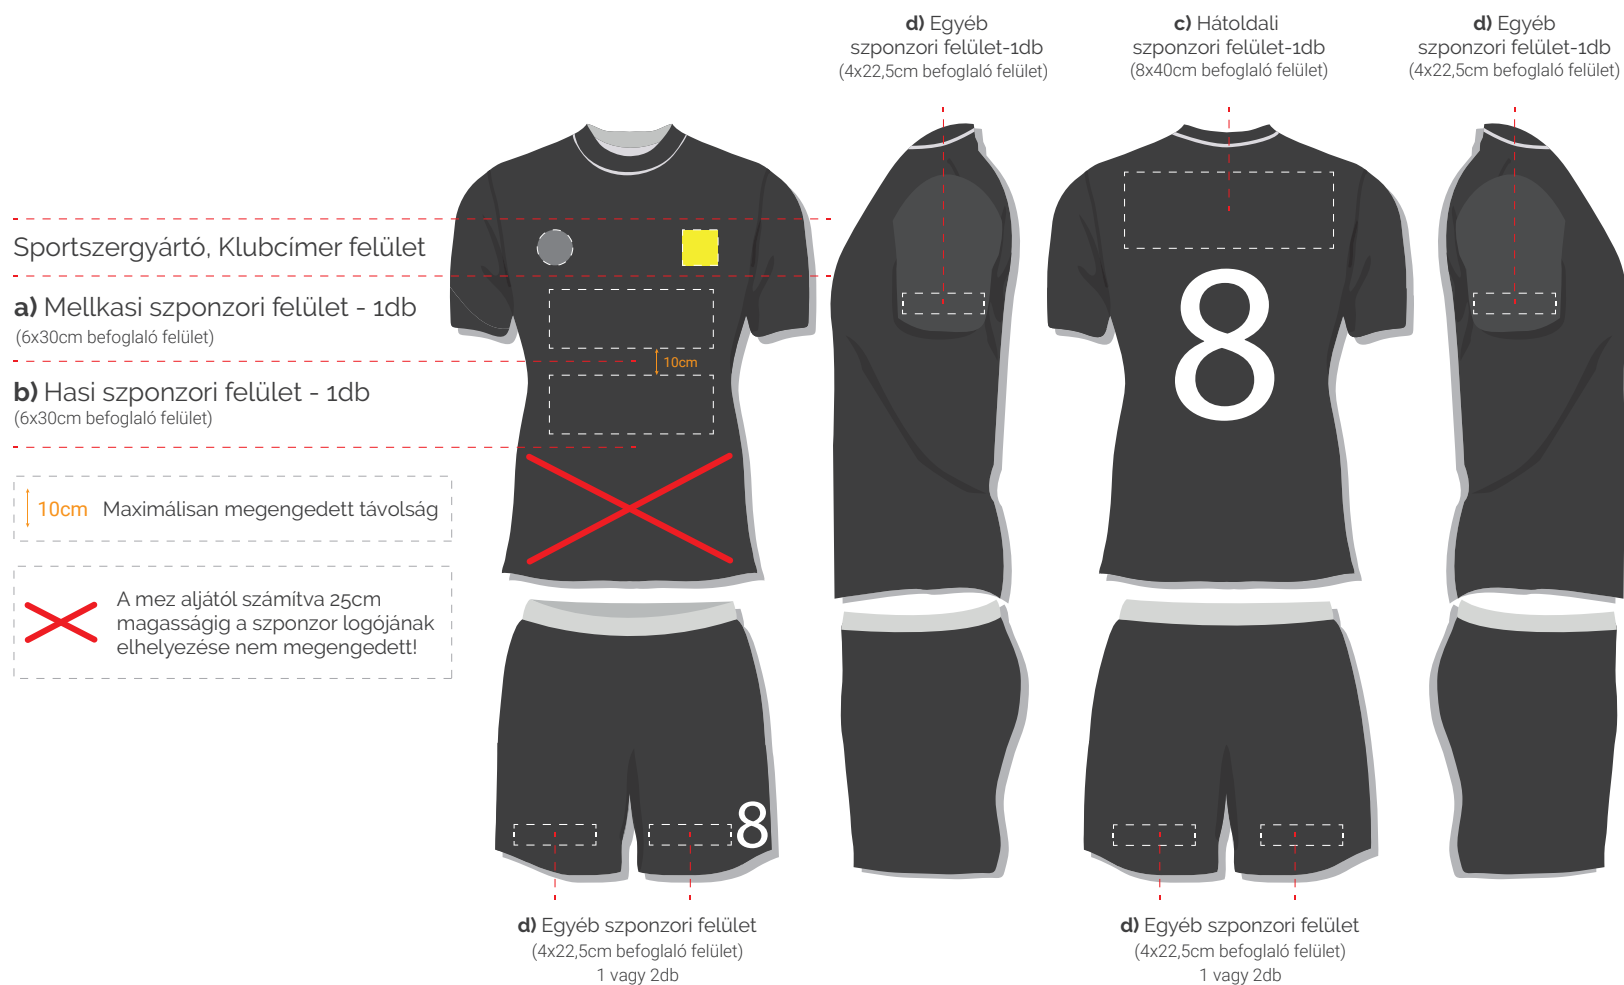 d) Egyéb
szponzori felület-1db
(4x22,5cm befoglaló felület)
c) Hátoldali
szponzori felület-1db
(8x40cm befoglaló felület)
d) Egyéb
szponzori felület-1db
(4x22,5cm befoglaló felület)
Sportszergyártó, Klubcímer felület
a) Mellkasi szponzori felület - 1db
(6x30cm befoglaló felület)
10cm
b) Hasi szponzori felület - 1db
(6x30cm befoglaló felület)
8
10cm Maximálisan megengedett távolság
A mez aljától számítva 25cm
magasságig a szponzor logójának
elhelyezése nem megengedett!
8
d) Egyéb szponzori felület
(4x22,5cm befoglaló felület)
1 vagy 2db
d) Egyéb szponzori felület
(4x22,5cm befoglaló felület)
1 vagy 2db